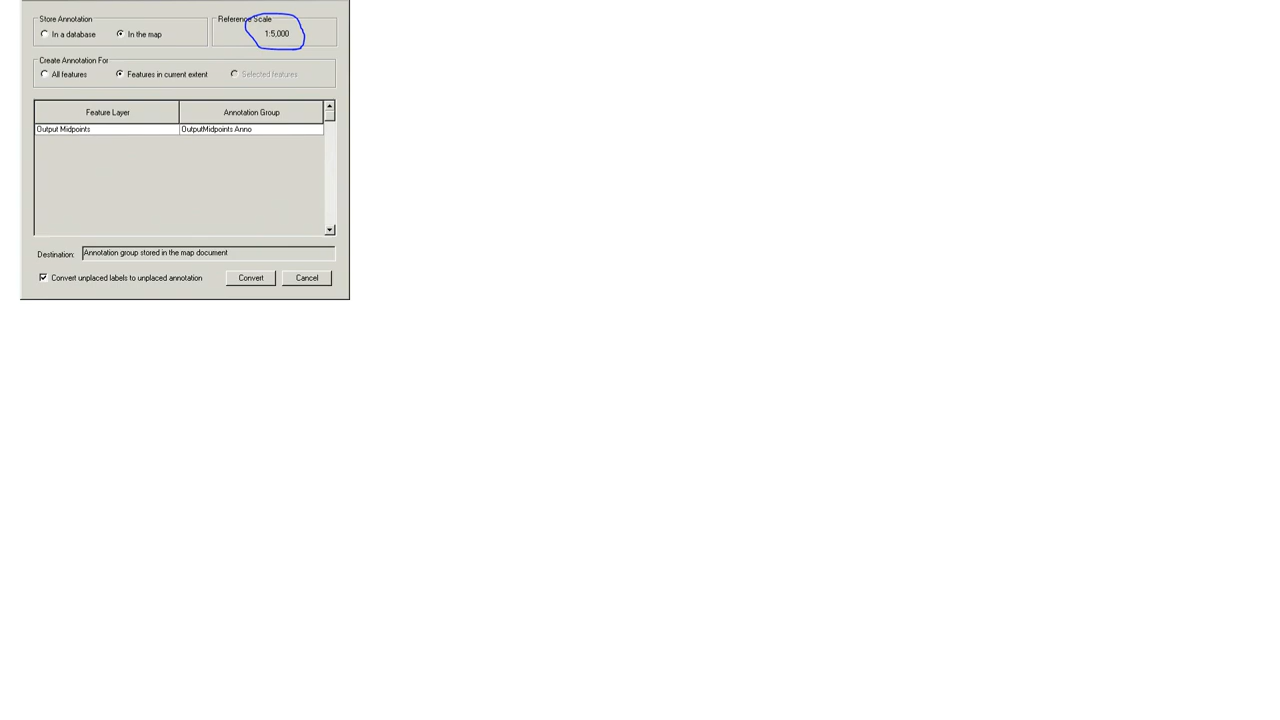 Store Annotation
Reference Scale
In a database
In the map
1:5,000
Create Annotation For
All features
Features in current extent
Selected features
Feature Layer
Annotation Group
Output Midpoints
OutputMidpoints Anno
Destination:
Annotation group stored in the map document
Convert unplaced labels to unplaced annotation
Convert
Cancel